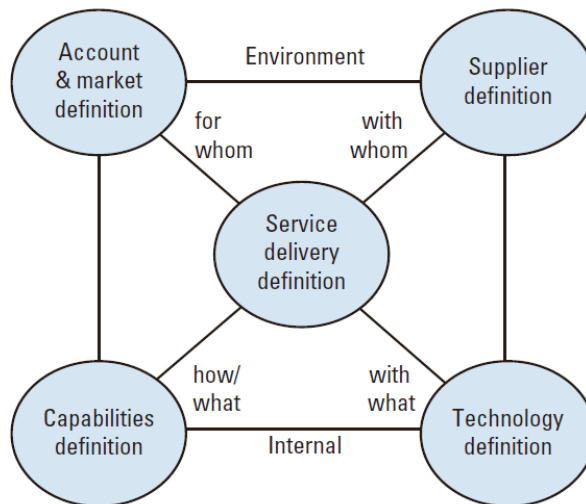 Account
& market
definition
Environment
Supplier
definition
for
whom
with
whom
Service
delivery
definition
how/
what
with
what
Capabilities
definition
Internal
Technology
definition